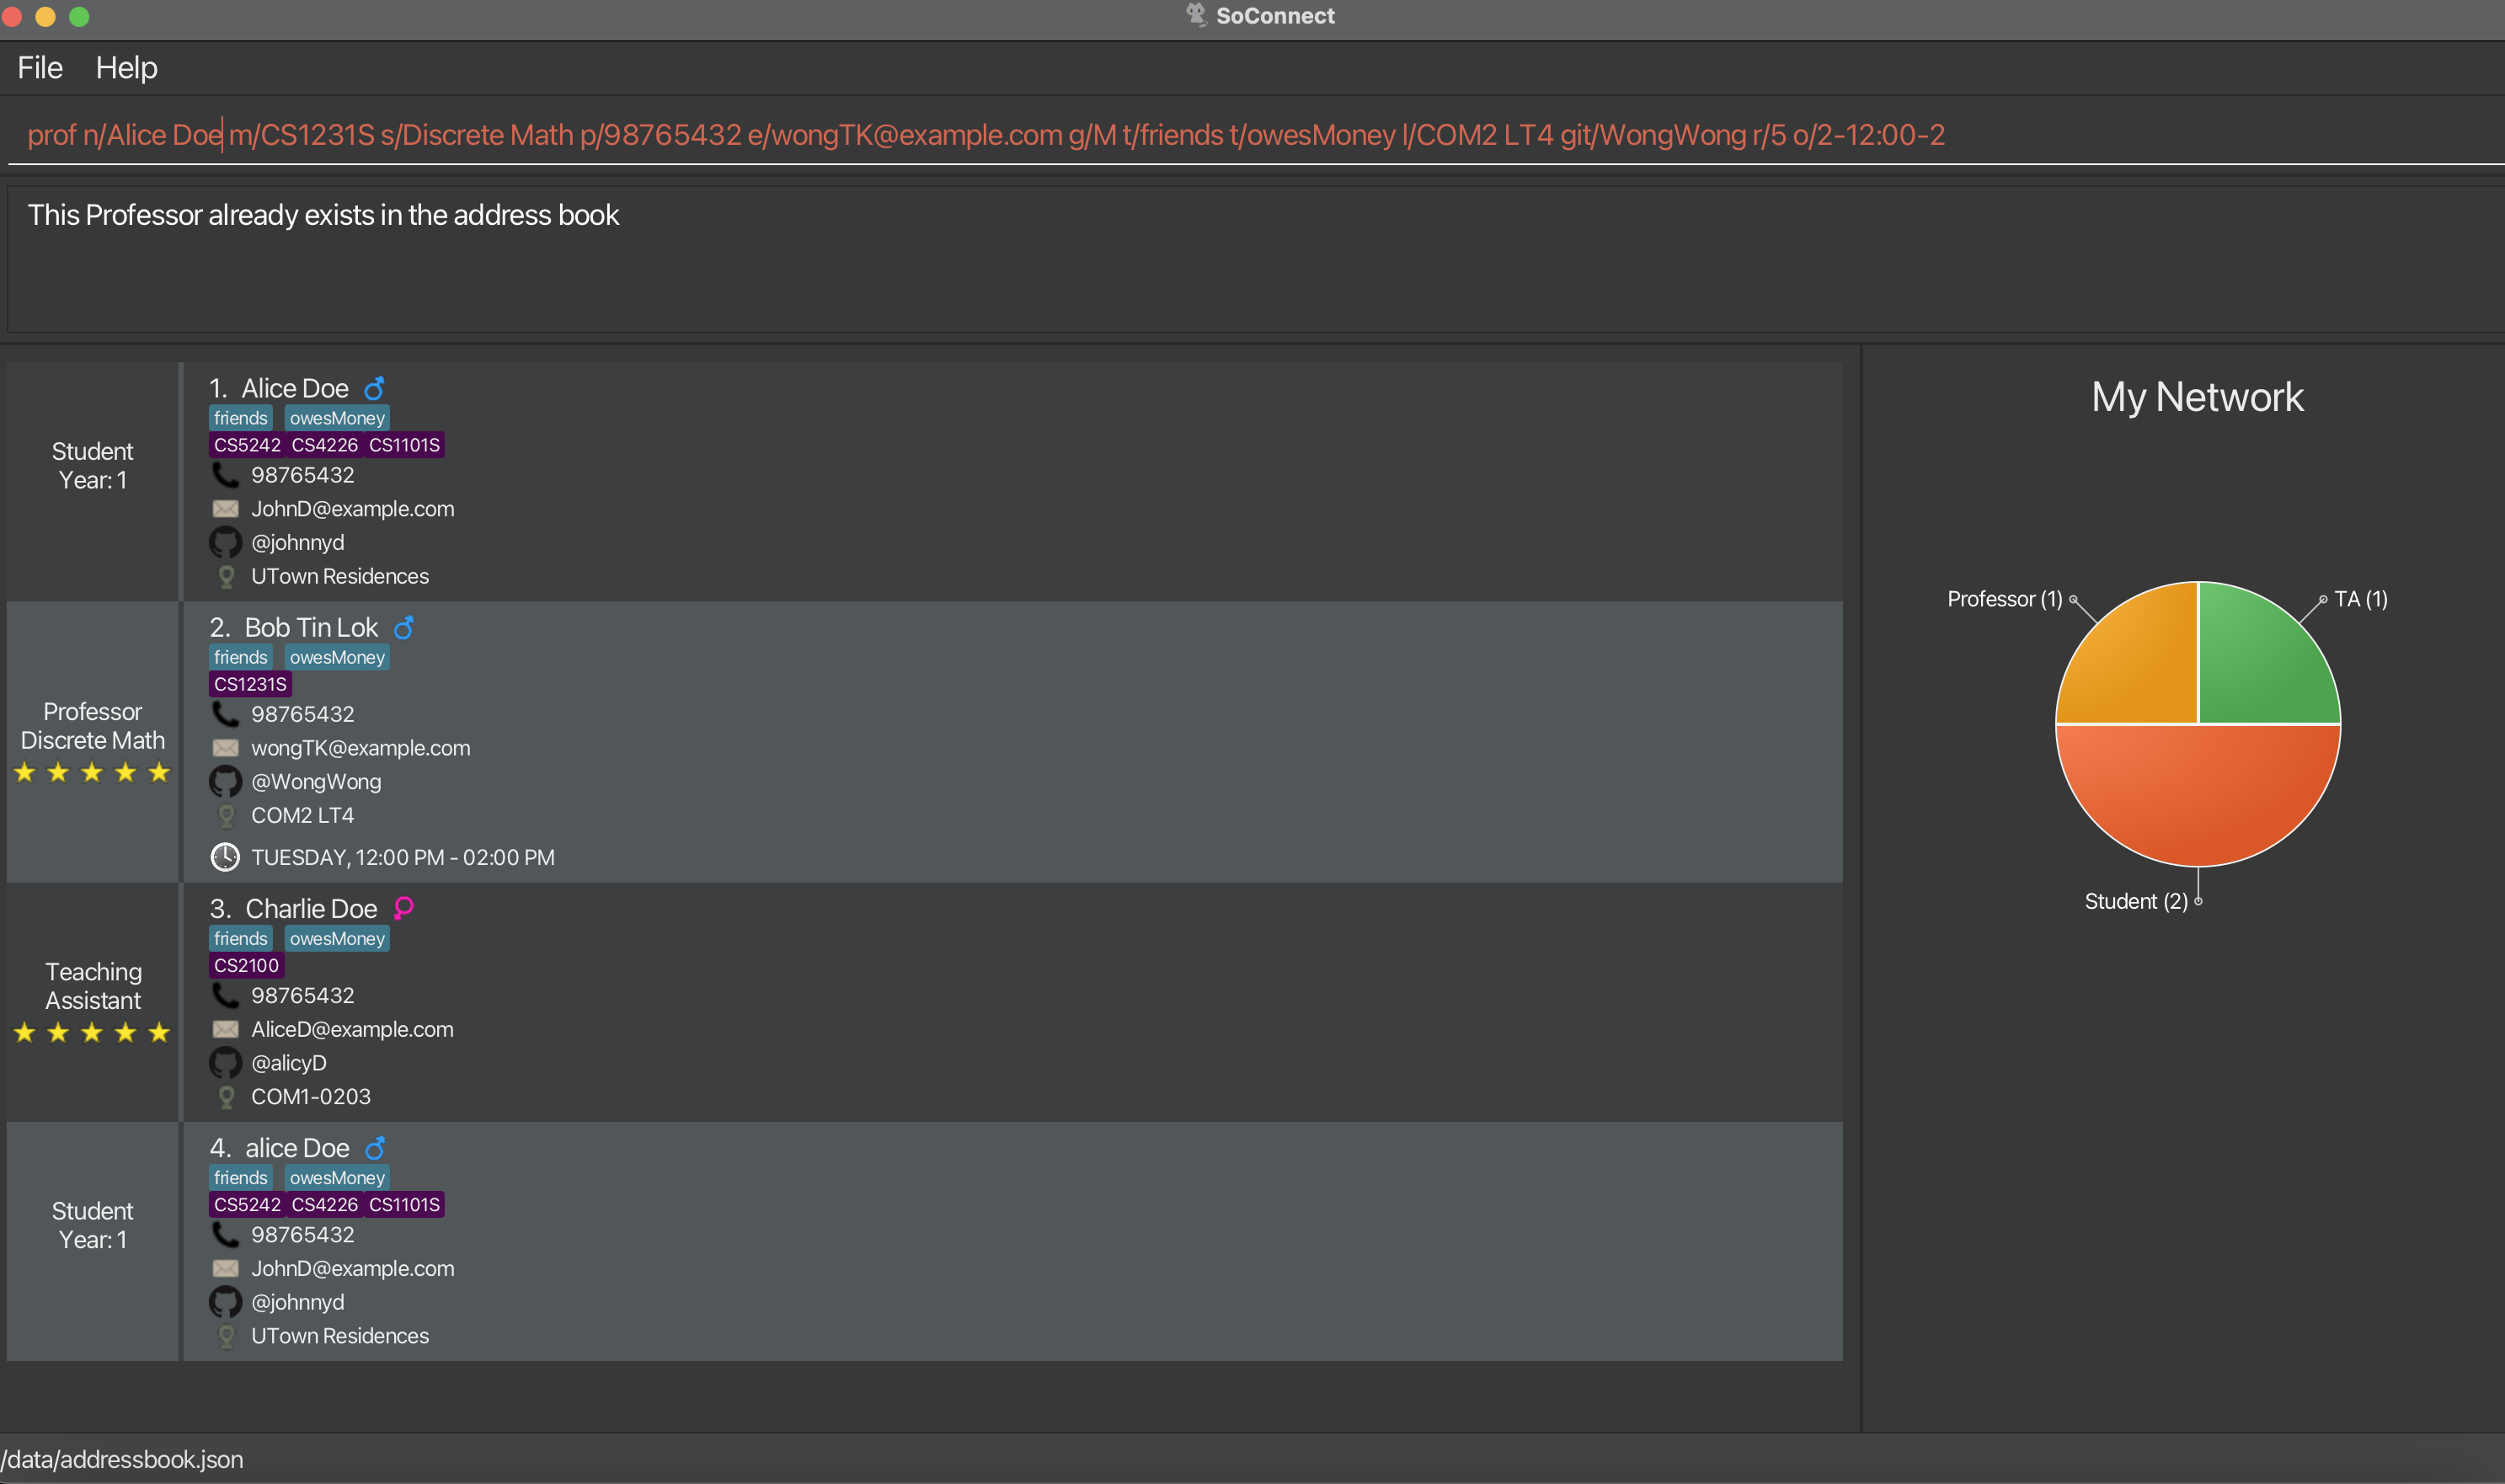 SoConnect
File Help
prof n/Alice Doe m/CS1231S s/Discrete Math p/98765432 e/wongTK@example.com g/M t/friends t/owesMoney l/COM2 LT4 git/WongWong r/5 o/2-12:00-2
This Professor already exists in the address book
Student
Year: 1
1. Alice Doe
friends owesMoney
CS5242 CS4226 CS1101S
98765432
JohnD@example.com
@johnnyd
UTown Residences
Professor
Discrete Math
2. Bob Tin Lok
friends owesMoney
CS1231S
98765432
wongTK@example.com
@WongWong
COM2 LT4
TUESDAY, 12:00 PM - 02:00 PM
Teaching
Assistant
3. Charlie Doe
friends owesMoney
CS2100
98765432
AliceD@example.com
@alicyD
COM1-0203
Student
Year: 1
4. alice Doe
friends owesMoney
CS5242 CS4226 CS1101S
98765432
JohnD@example.com
@johnnyd
UTown Residences
My Network
Professor (1)
TA (1)
Student (2)
/data/addressbook.json